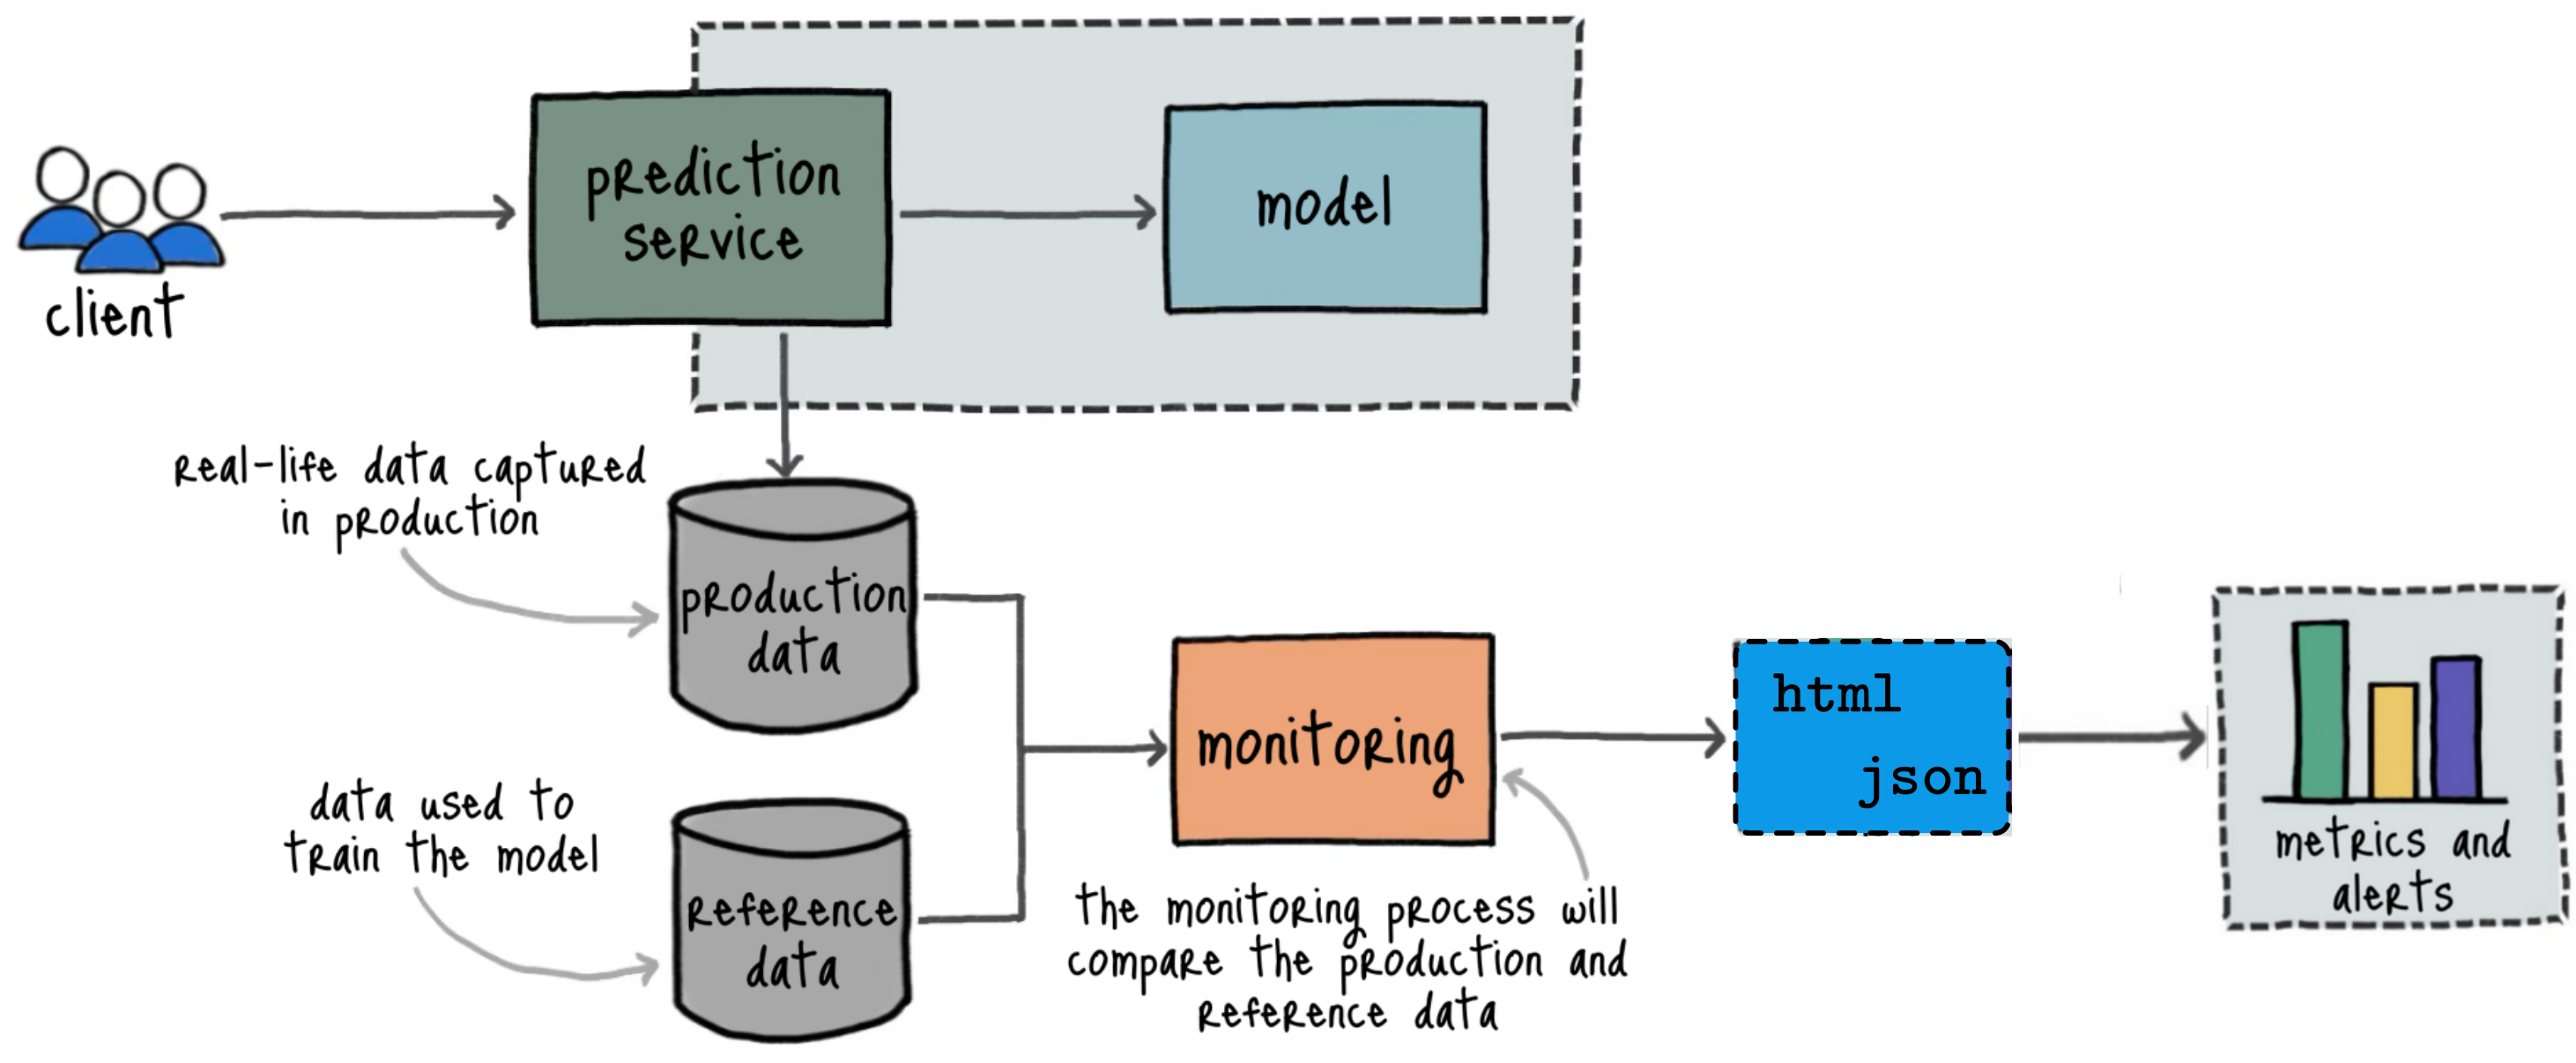 prediction
service
model
client
real-life data captured
in production
production
data
data used to
train the model
reference
data
monitoring
the monitoring process will
compare the production and
reference data
html
json
metrics and
alerts